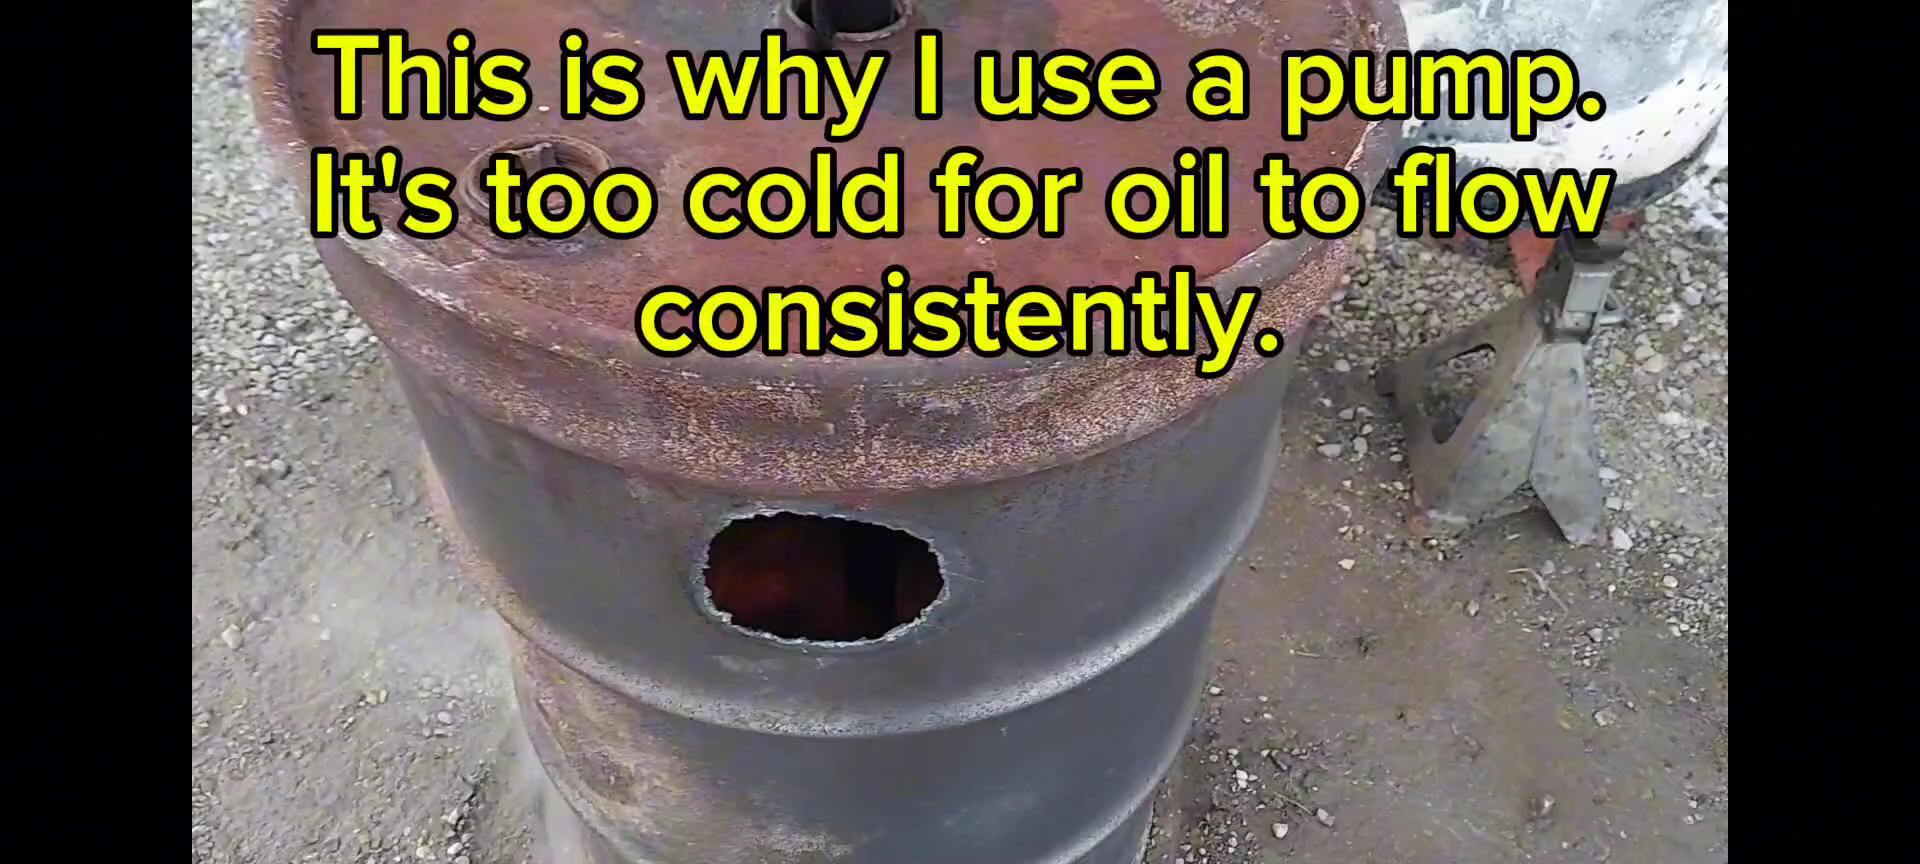 This is why I use a pump.
It's too cold for oil to flow
consistently.